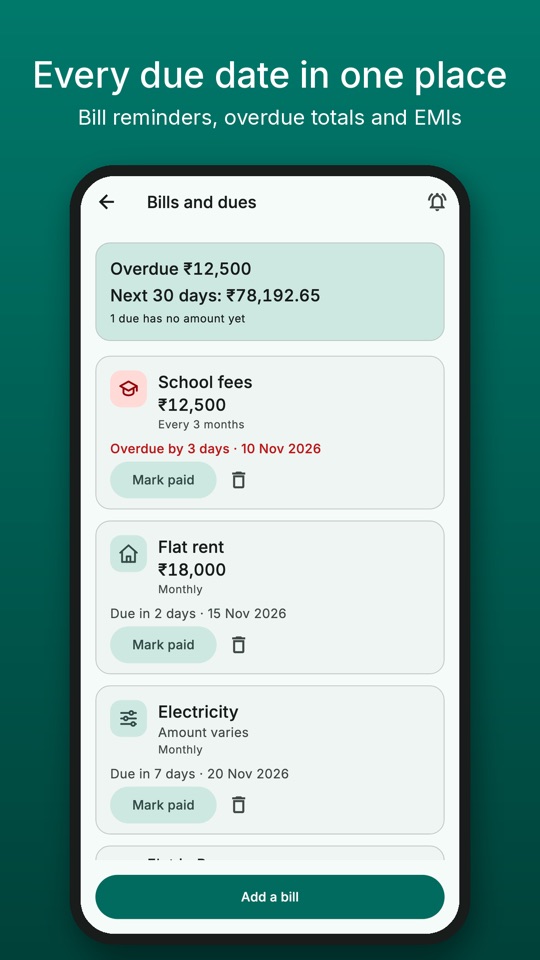 Every due date in one place
Bill reminders, overdue totals and EMIs
Bills and dues
Overdue ₹12,500
Next 30 days: ₹78,192.65
1 due has no amount yet
School fees
₹12,500
Every 3 months
Overdue by 3 days · 10 Nov 2026
Mark paid
Flat rent
₹18,000
Monthly
Due in 2 days · 15 Nov 2026
Mark paid
Electricity
Amount varies
Monthly
Due in 7 days · 20 Nov 2026
Mark paid
Add a bill